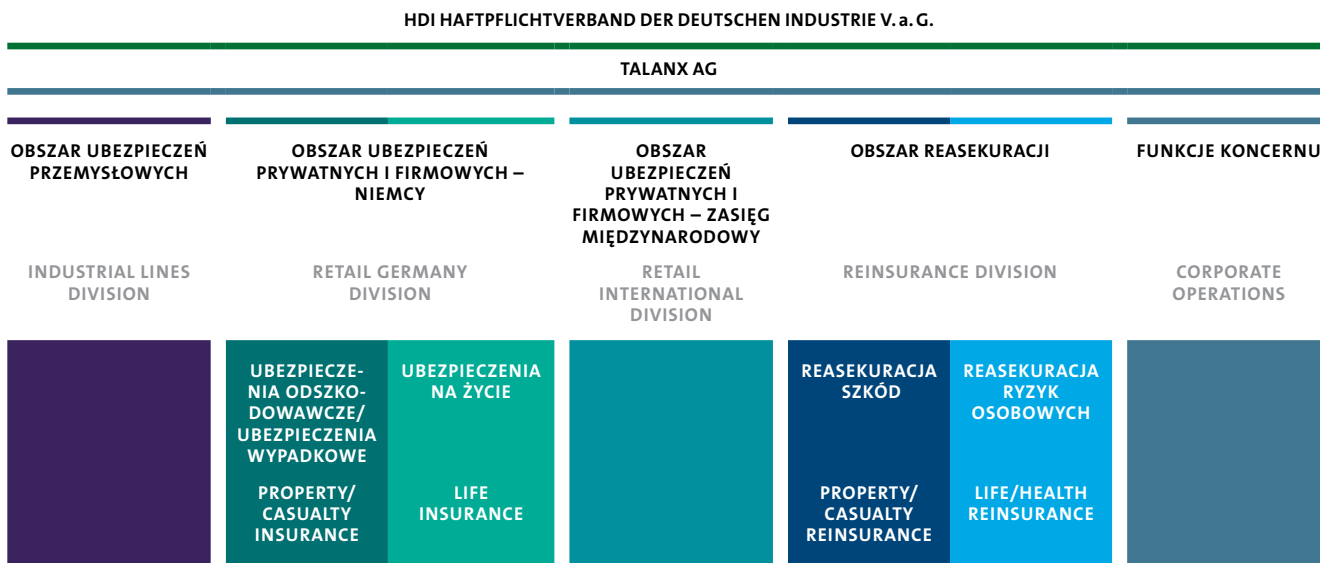 HDI HAFTPFLICHTVERBAND DER DEUTSCHEN INDUSTRIE V. a. G.
TALANX AG
OBSZAR UBEZPIECZEŃ
PRZEMYSŁOWYCH
OBSZAR UBEZPIECZEŃ
PRYWATNYCH I FIRMOWYCH –
NIEMCY
OBSZAR
UBEZPIECZEŃ
PRYWATNYCH I
FIRMOWYCH – ZASIĘG
MIĘDZYNARODOWY
OBSZAR REASEKURACJI
FUNKCJE KONCERNU
INDUSTRIAL LINES
DIVISION
RETAIL GERMANY
DIVISION
RETAIL
INTERNATIONAL
DIVISION
REINSURANCE DIVISION
CORPORATE
OPERATIONS
UBEZPIECZE-
NIA ODSZKO-
DOWAWCZE/
UBEZPIECZENIA
WYPADKOWE
PROPERTY/
CASUALTY
INSURANCE
UBEZPIECZENIA
NA ŻYCIE
LIFE
INSURANCE
REASEKURACJA
SZKÓD
PROPERTY/
CASUALTY
REINSURANCE
REASEKURACJA
RYZYK
OSOBOWYCH
LIFE/HEALTH
REINSURANCE